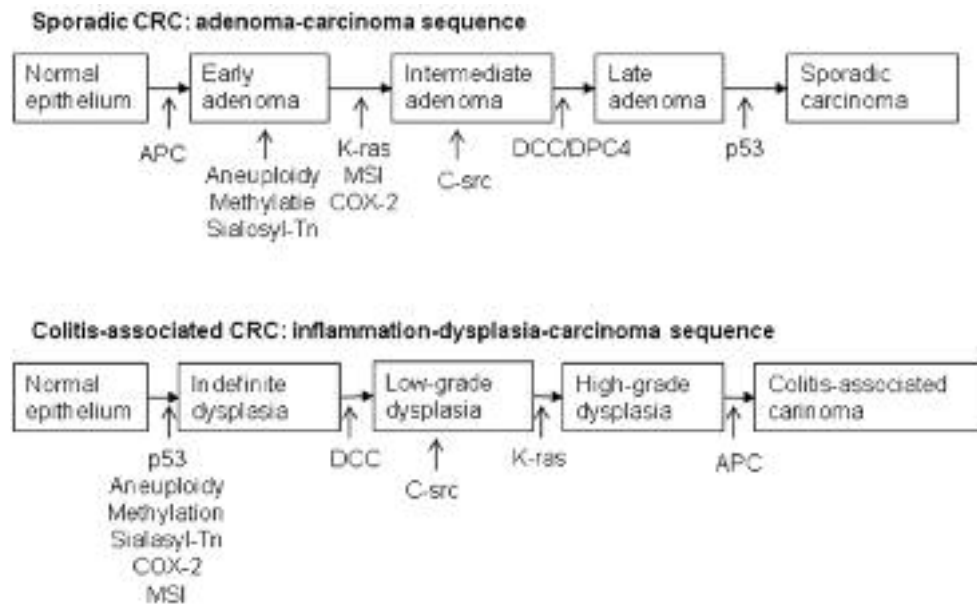 Sporadic CRC: adenoma-carcinoma sequence
Normal
epithelium
Early
adenoma
Intermediate
adenoma
Late
adenoma
Sporadic
carcinoma
APC
Aneuploidy
Methylatie
Sialosyl-Tn
K-ras
MSI
COX-2
C-src
DCC/DPC4
p53
Colitis-associated CRC: inflammation-dysplasia-carcinoma sequence
Normal
epithelium
Indefinite
dysplasia
Low-grade
dysplasia
High-grade
dysplasia
Colitis-associated
carinoma
p53
Aneuploidy
Methylation
Sialasyl-Tn
COX-2
MSI
DCC
C-src
K-ras
APC